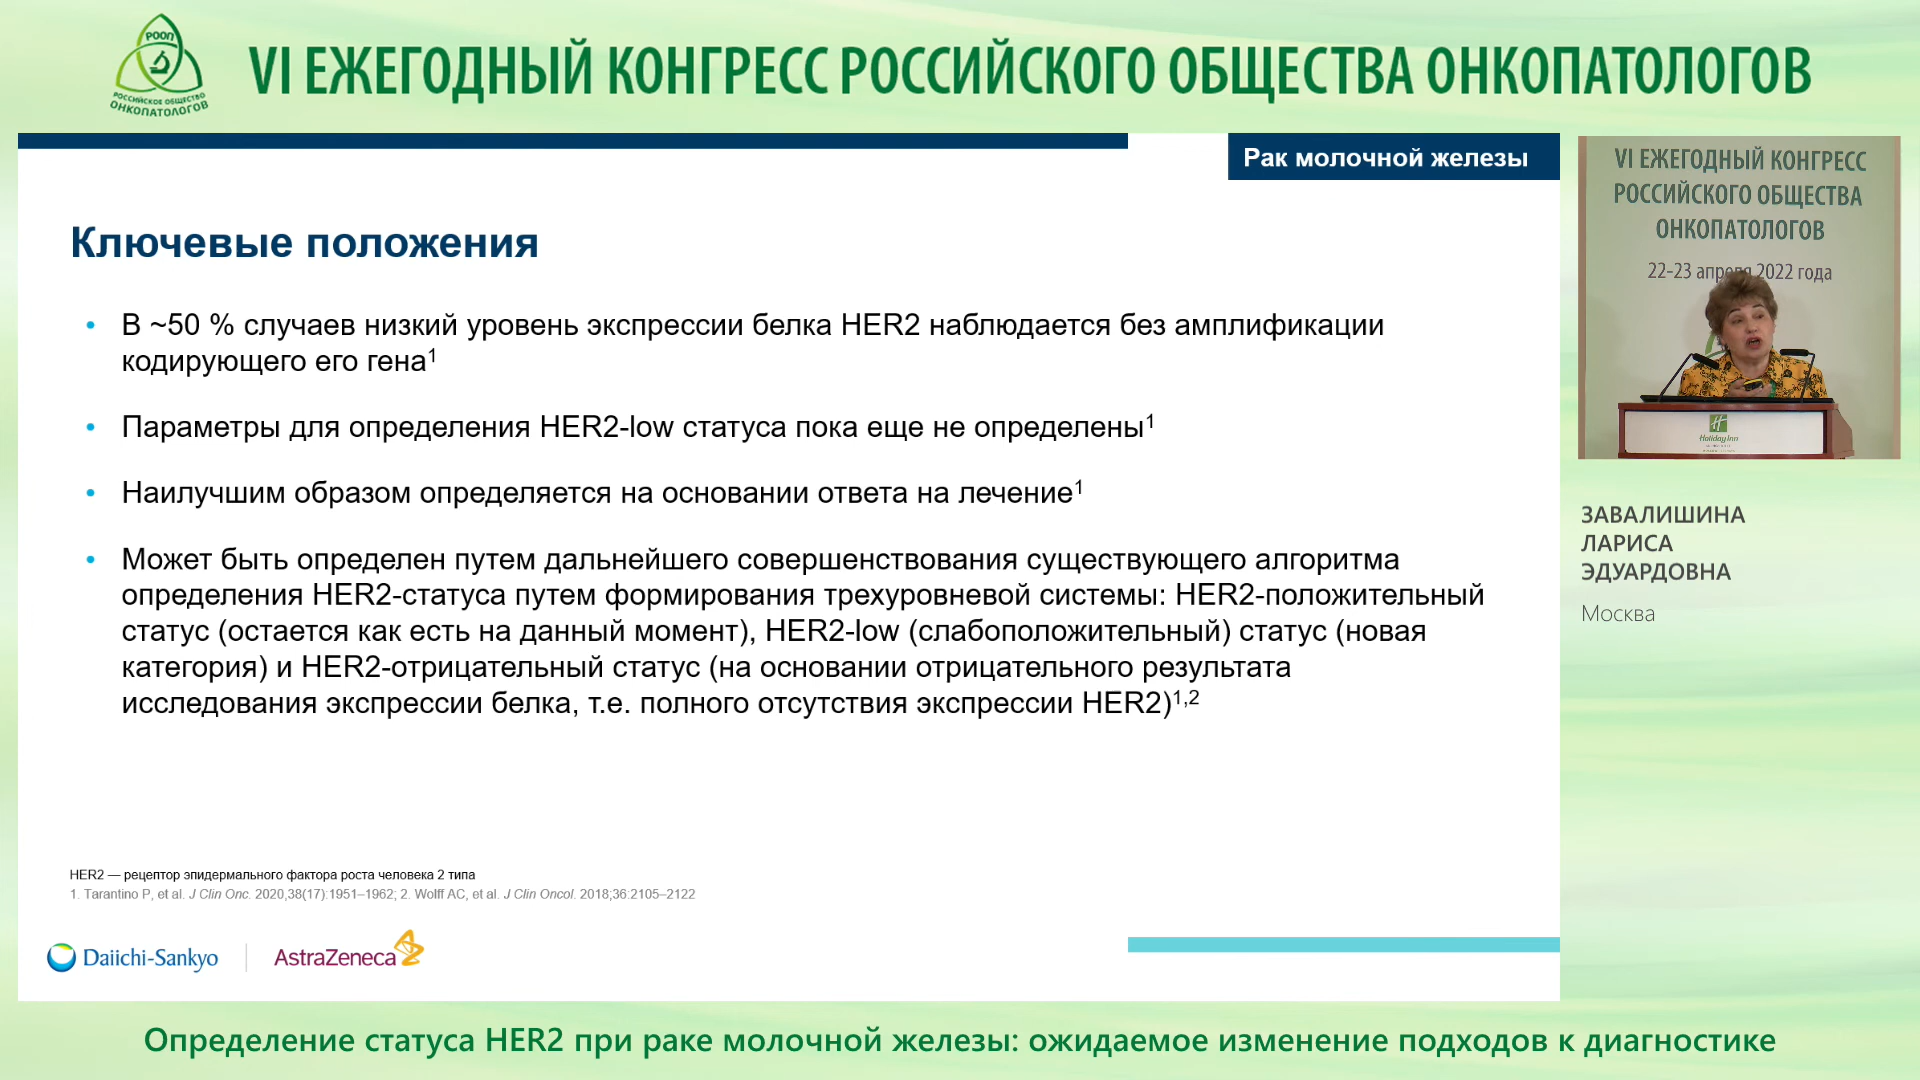 РООП
РОССИЙСКОЕ ОБЩЕСТВО
ОНКОПАТОЛОГОВ
VI ЕЖЕГОДНЫЙ КОНГРЕСС РОССИЙСКОГО ОБЩЕСТВА ОНКОПАТОЛОГОВ
Рак молочной железы
Ключевые положения
• В ~50 % случаев низкий уровень экспрессии белка HER2 наблюдается без амплификации
кодирующего его гена1
• Параметры для определения HER2-low статуса пока еще не определены1
• Наилучшим образом определяется на основании ответа на лечение1
• Может быть определен путем дальнейшего совершенствования существующего алгоритма
определения HER2-статуса путем формирования трехуровневой системы: HER2-положительный
статус (остается как есть на данный момент), HER2-low (слабоположительный) статус (новая
категория) и HER2-отрицательный статус (на основании отрицательного результата
исследования экспрессии белка, т.е. полного отсутствия экспрессии HER2)1,2
HER2 — рецептор эпидермального фактора роста человека 2 типа
1. Tarantino P, et al. J Clin Onc. 2020,38(17):1951–1962; 2. Wolff AC, et al. J Clin Oncol. 2018;36:2105–2122
Daiichi-Sankyo
AstraZeneca
VI ЕЖЕГОДНЫЙ КОНГРЕСС
РОССИЙСКОГО ОБЩЕСТВА
ОНКОПАТОЛОГОВ
22-23 апреля 2022 года
Holiday Inn
ЗАВАЛИШИНА
ЛАРИСА
ЭДУАРДОВНА
Москва
Определение статуса HER2 при раке молочной железы: ожидаемое изменение подходов к диагностике